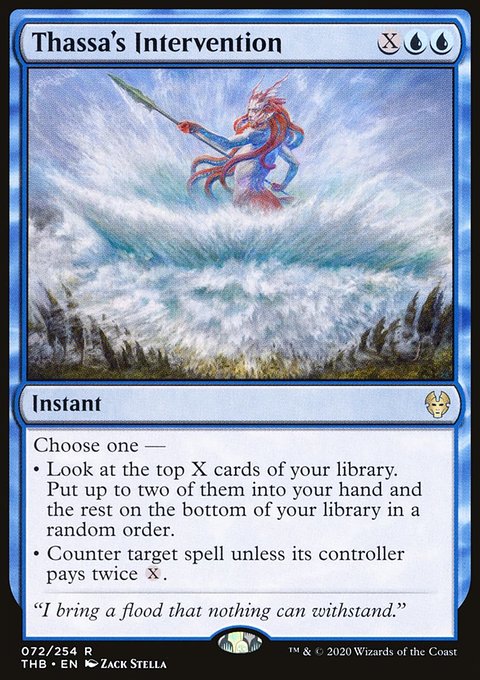 Thassa's Intervention X
Instant
Choose one —
• Look at the top X cards of your library.
Put up to two of them into your hand and
the rest on the bottom of your library in a
random order.
• Counter target spell unless its controller
pays twice X.
“I bring a flood that nothing can withstand.”
072/254 R
THB • EN Zack Stella
™ & © 2020 Wizards of the Coast